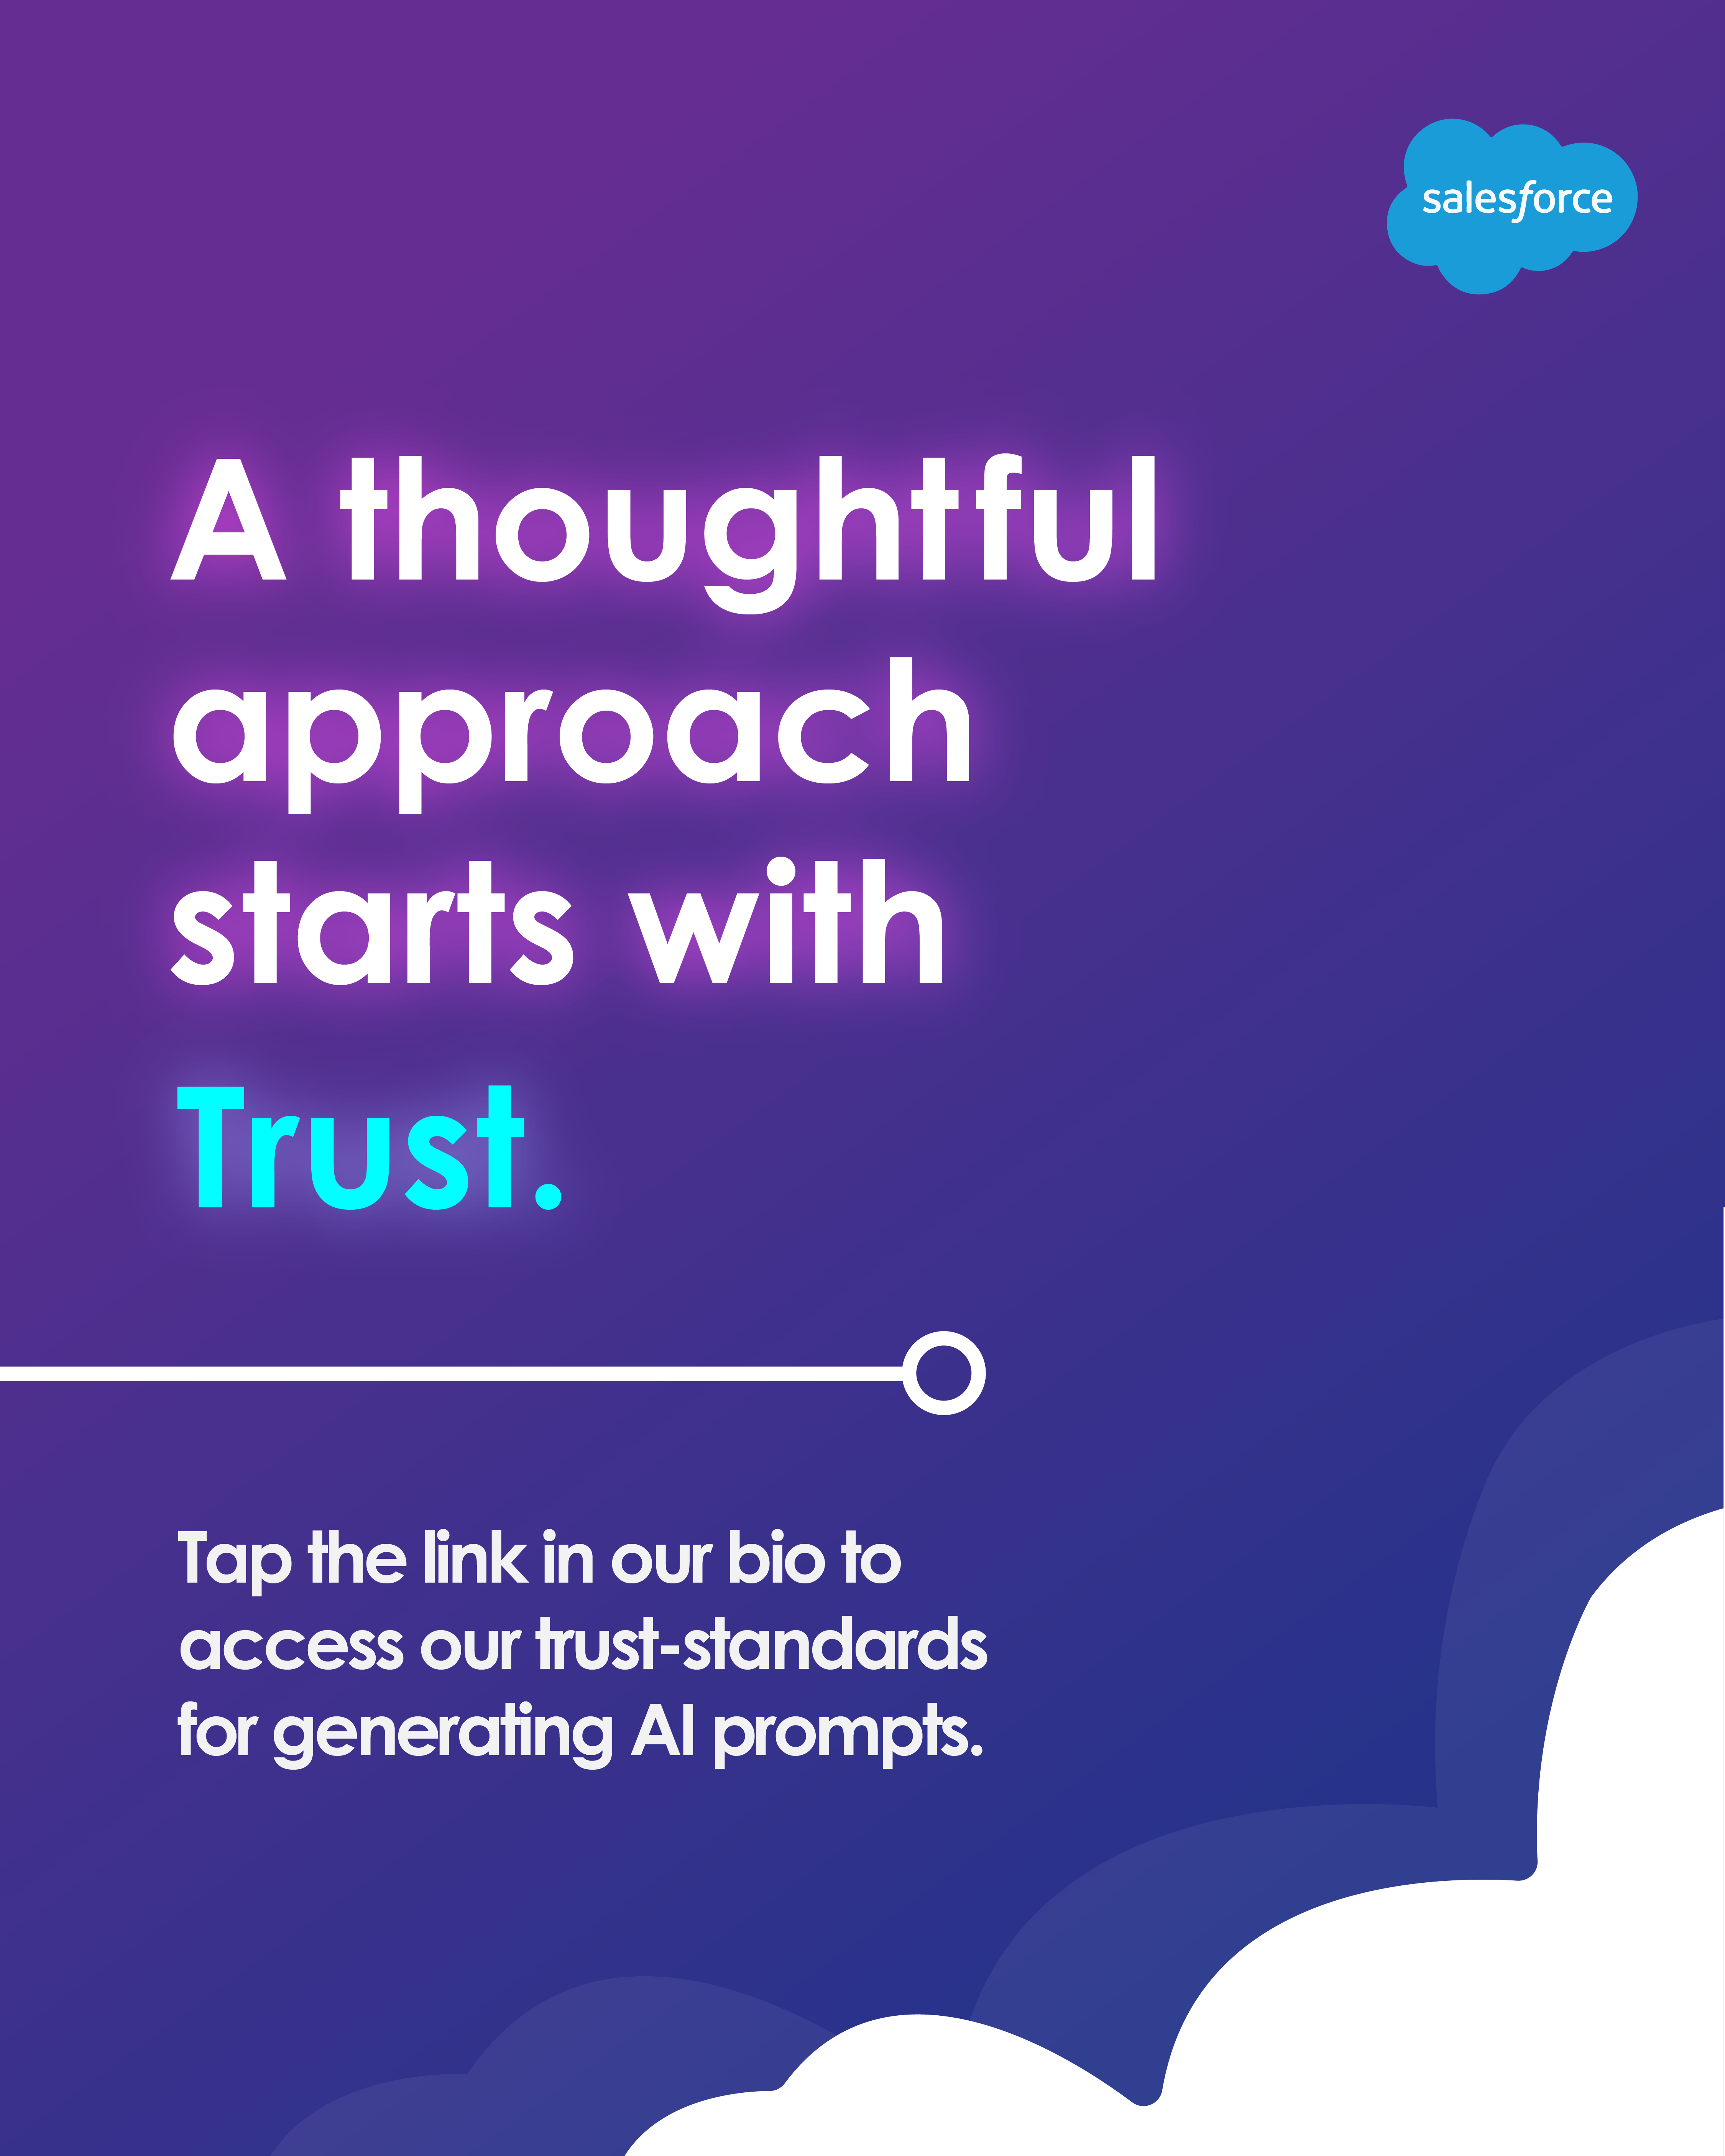 salesforce
A thoughtful
approach
starts with
Trust.
Tap the link in our bio to
access our trust-standards
for generating AI prompts.